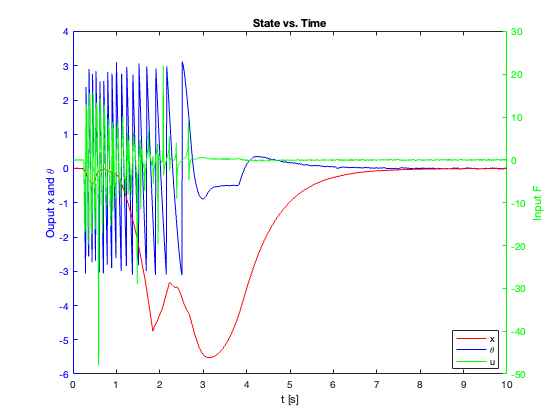 State vs. Time
Ouput x and θ
4
3
2
1
0
-1
-2
-3
-4
-5
-6
30
20
10
0
-10
-20
-30
-40
-50
Input F
x
θ
u
0 1 2 3 4 5 6 7 8 9 10
t [s]